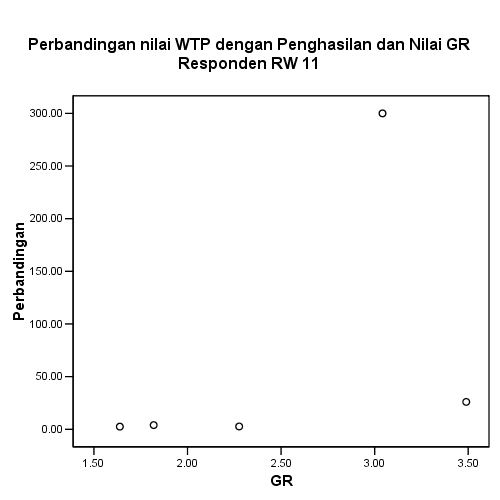 Perbandingan nilai WTP dengan Penghasilan dan Nilai GR
Responden RW 11
300.00
250.00
200.00
150.00
100.00
50.00
0.00
Perbandingan
1.50 2.00 2.50 3.00 3.50
GR